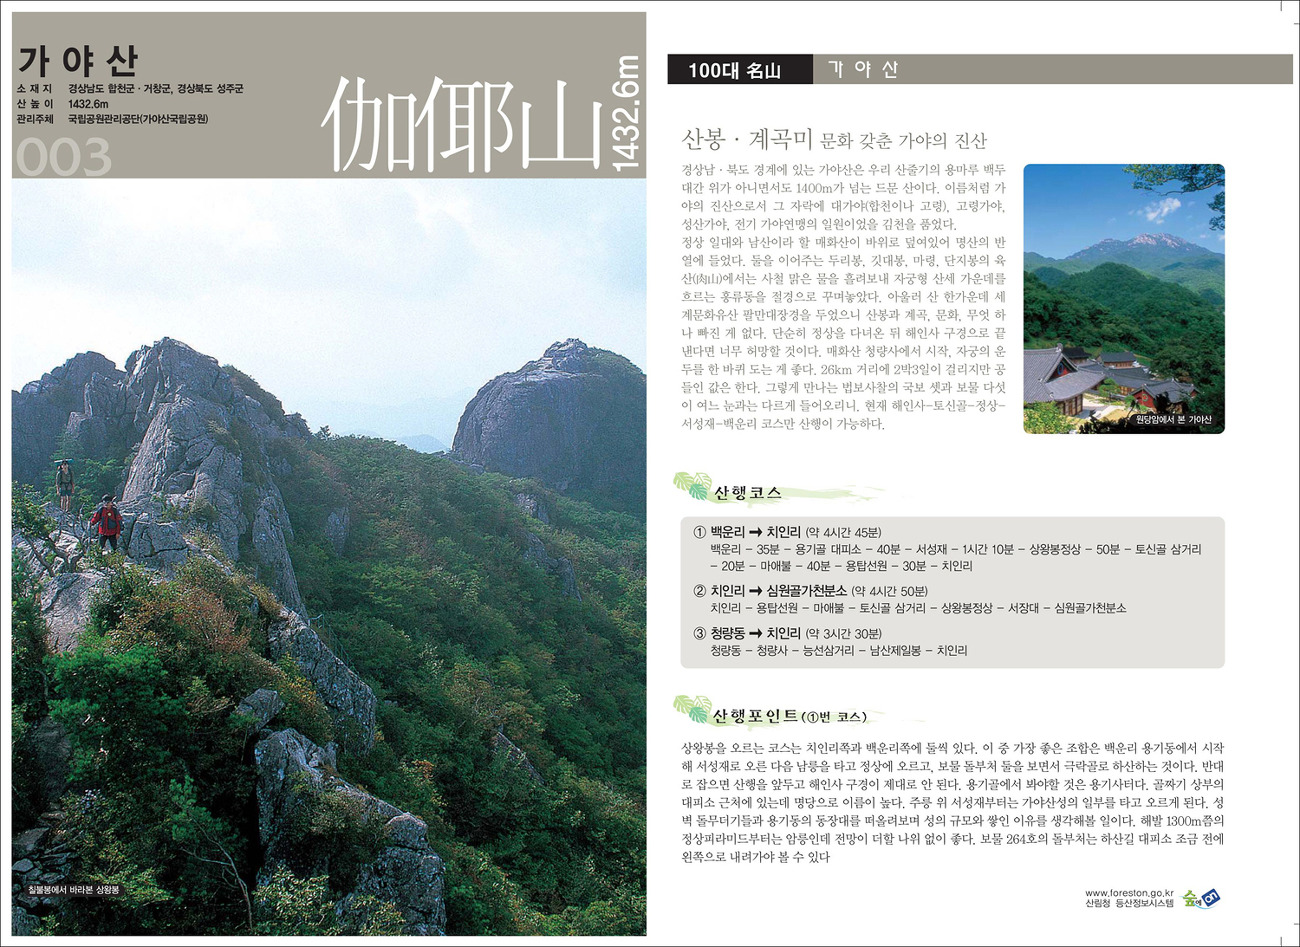 가야산
소재지 경상남도 합천군·거창군, 경상북도 성주군
산높이 1432.6m
관리주체 국립공원관리공단(가야산국립공원)
003
伽倻山
1432.6m
칠불봉에서 바라본 상왕봉
100대 名山 가야산
산봉·계곡미 문화 갖춘 가야의 진산
경상남·북도 경계에 있는 가야산은 우리 산줄기의 용마루 백두
대간 위가 아니면서도 1400m가 넘는 드문 산이다. 이름처럼 가
야의 진산으로서 그 자락에 대가야(합천이나 고령), 고령가야,
성산가야, 전기 가야연맹의 일원이었을 김천을 품었다.
정상 일대와 남산이라 할 매화산이 바위로 덮여있어 명산의 반
열에 들었다. 둘을 이어주는 두리봉, 깃대봉, 마령, 단지봉의 육
산(肉山)에서는 사철 맑은 물을 흘려보내 자궁형 산세 가운데를
흐르는 홍류동을 절경으로 꾸며놓았다. 아울러 산 한가운데 세
계문화유산 팔만대장경을 두었으니 산봉과 계곡, 문화, 무엇 하
나 빠진 게 없다. 단순히 정상을 다녀온 뒤 해인사 구경으로 끝
낸다면 너무 허망할 것이다. 매화산 청량사에서 시작, 자궁의 운
두를 한 바퀴 도는 게 좋다. 26km 거리에 2박3일이 걸리지만 공
들인 값은 한다. 그렇게 만나는 법보사찰의 국보 셋과 보물 다섯
이 여느 눈과는 다르게 들어오리니. 현재 해인사-토신골-정상-
서성재-백운리 코스만 산행이 가능하다.
원당암에서 본 가야산
산행코스
① 백운리 ➞ 치인리 (약 4시간 45분)
백운리 - 35분 - 용기골 대피소 - 40분 - 서성재 - 1시간 10분 - 상왕봉정상 - 50분 - 토신골 삼거리
- 20분 - 마애불 - 40분 - 용탑선원 - 30분 - 치인리
② 치인리 ➞ 심원골가천분소 (약 4시간 50분)
치인리 - 용탑선원 - 마애불 - 토신골 삼거리 - 상왕봉정상 - 서장대 - 심원골가천분소
③ 청량동 ➞ 치인리 (약 3시간 30분)
청량동 - 청량사 - 능선삼거리 - 남산제일봉 - 치인리
산행포인트(①번 코스)
상왕봉을 오르는 코스는 치인리쪽과 백운리쪽에 둘씩 있다. 이 중 가장 좋은 조합은 백운리 용기동에서 시작
해 서성재로 오른 다음 남릉을 타고 정상에 오르고, 보물 돌부처 둘을 보면서 극락골로 하산하는 것이다. 반대
로 잡으면 산행을 앞두고 해인사 구경이 제대로 안 된다. 용기골에서 봐야할 것은 용기사터다. 골짜기 상부의
대피소 근처에 있는데 명당으로 이름이 높다. 주릉 위 서성재부터는 가야산성의 일부를 타고 오르게 된다. 성
벽 돌무더기들과 용기동의 통장대를 떠올려보며 성의 규모와 쌓인 이유를 생각해볼 일이다. 해발 1300m쯤의
정상피라미드부터는 암릉인데 전망이 더할 나위 없이 좋다. 보물 264호의 돌부처는 하산길 대피소 조금 전에
왼쪽으로 내려가야 볼 수 있다
www.foreston.go.kr
산림청 등산정보시스템
숲에on